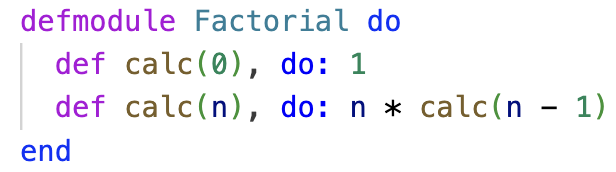 defmodule Factorial do
  def calc(0), do: 1
  def calc(n), do: n * calc(n - 1)
end